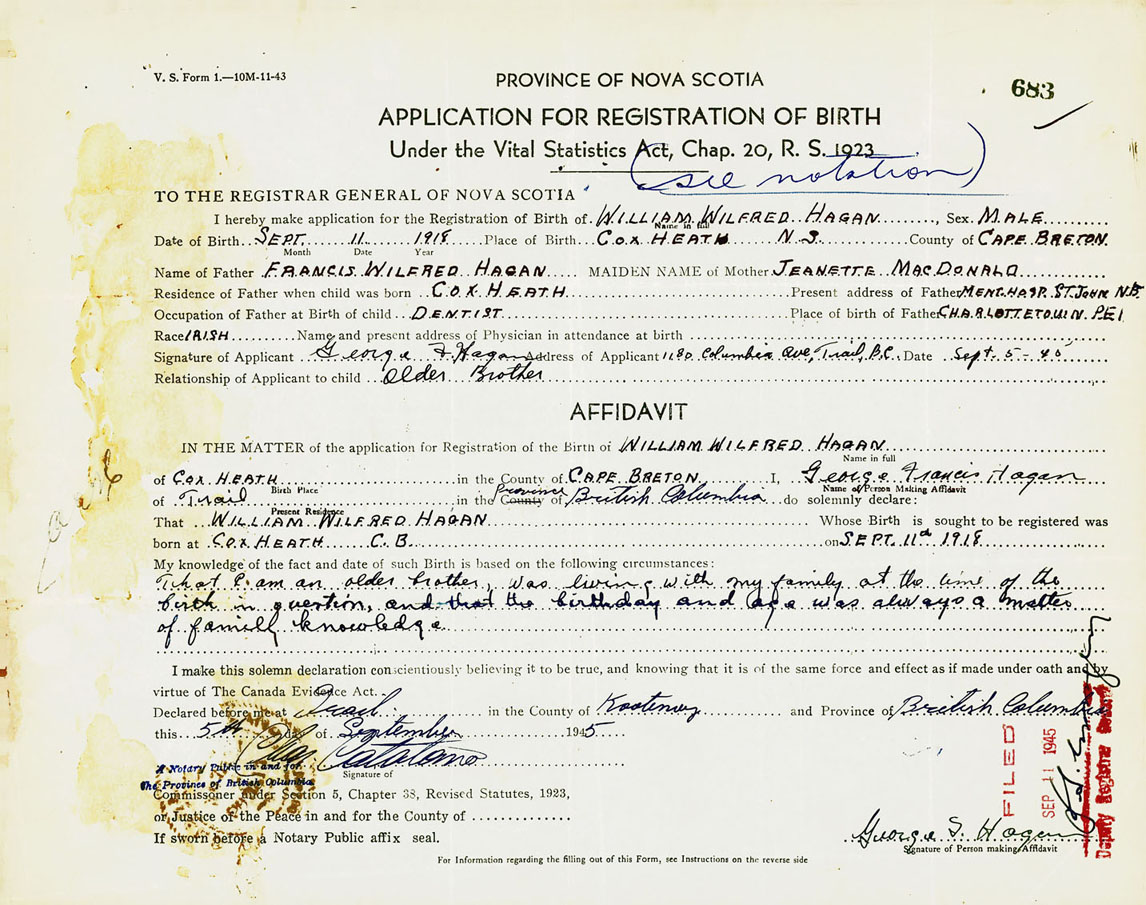 V. S. Form 1.—10M-11-43
683
PROVINCE OF NOVA SCOTIA
APPLICATION FOR REGISTRATION OF BIRTH
Under the Vital Statistics Act, Chap. 20, R. S. 1923
(see notation)
TO THE REGISTRAR GENERAL OF NOVA SCOTIA
I hereby make application for the Registration of Birth of WILLIAM WILFRED HAGAN, Sex MALE
Name in full
Date of Birth SEPT. 11 1918 Place of Birth COX HEATH N.S. County of CAPE BRETON.
Month Date Year
Name of Father FRANCIS WILFRED HAGAN MAIDEN NAME of Mother JEANETTE MACDONALD
Residence of Father when child was born COX HEATH Present address of Father MENT. HOSP. ST. JOHN N.B.
Occupation of Father at Birth of child DENTIST Place of birth of Father CHARLOTTETOWN. PEI
Race IRISH Name and present address of Physician in attendance at birth
Signature of Applicant George F. Hagan Address of Applicant 1180 Columbia Ave, Trail, B.C. Date Sept. 5-45
Relationship of Applicant to child Older Brother
AFFIDAVIT
IN THE MATTER of the application for Registration of the Birth of WILLIAM WILFRED HAGAN
Name in full
of COX HEATH in the County of CAPE BRETON I, George Francis Hagan
Birth Place Name of Person Making Affidavit
of Trail in the County Province of British Columbia do solemnly declare:
Present Residence
That WILLIAM WILFRED HAGAN Whose Birth is sought to be registered was
born at COX HEATH C.B. on SEPT. 11th 1918
My knowledge of the fact and date of such Birth is based on the following circumstances:
That I am an older brother, was living with my family at the time of the
birth in question, and that the birthday and age was always a matter
of family knowledge
I make this solemn declaration conscientiously believing it to be true, and knowing that it is of the same force and effect as if made under oath and by
virtue of The Canada Evidence Act.
Declared before me at Trail in the County of Kootenay and Province of British Columbia
this 5th day of September 1945
Chas. Catalano
Signature of
A Notary Public in and for
The Province of British Columbia
Commissioner under Section 5, Chapter 38, Revised Statutes, 1923,
or Justice of the Peace in and for the County of
If sworn before a Notary Public affix seal.
George F. Hagan
Signature of Person making Affidavit
For Information regarding the filling out of this Form, see Instructions on the reverse side
FILED
SEP 11 1945
Deputy Registrar General